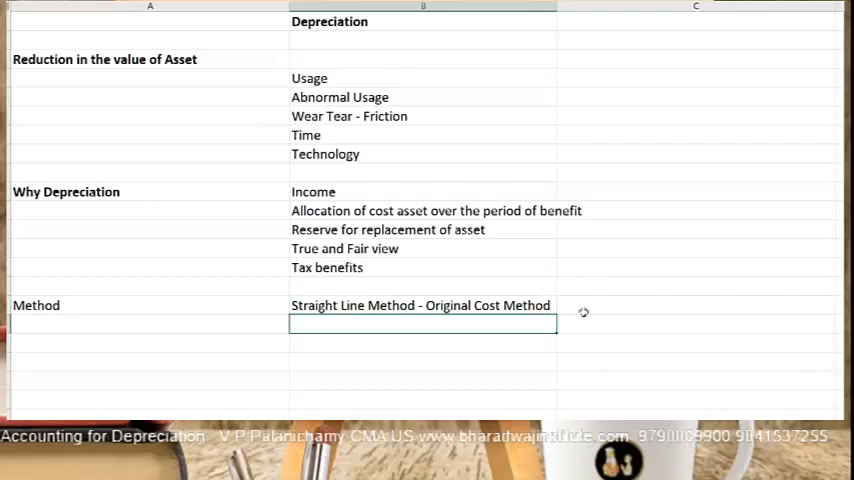 A B C
Depreciation
Reduction in the value of Asset
Usage
Abnormal Usage
Wear Tear - Friction
Time
Technology
Why Depreciation Income
Allocation of cost asset over the period of benefit
Reserve for replacement of asset
True and Fair view
Tax benefits
Method Straight Line Method - Original Cost Method
Accounting for Depreciation V P Palanichamy CMA US www bharadwajinstitute com 9790009900 9841537255